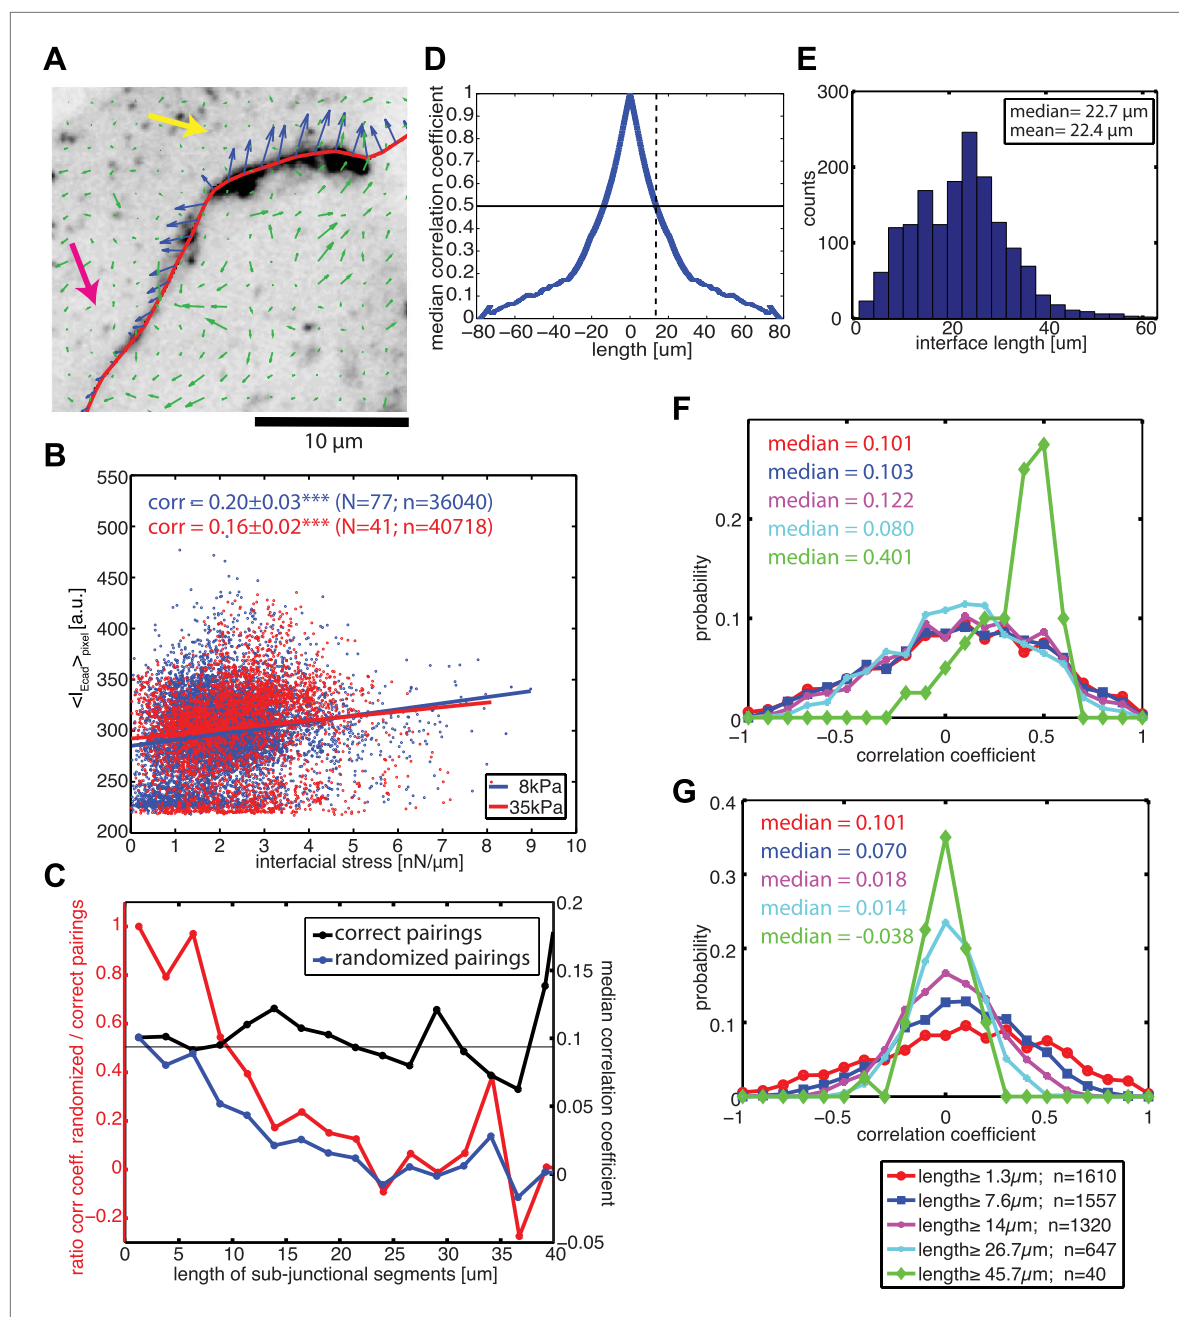 A
10 µm
B
550
500
450
400
350
300
250
200
<I_Ecad>_pixel [a.u.]
corr = 0.20±0.03*** (N=77; n=36040)
corr = 0.16±0.02*** (N=41; n=40718)
8kPa
35kPa
0 1 2 3 4 5 6 7 8 9 10
interfacial stress [nN/µm]
C
ratio corr coeff. randomized / correct pairings
1
0.8
0.6
0.4
0.2
0
−0.2
correct pairings
randomized pairings
0.2
0.15
0.1
0.05
0
−0.05
median correlation coefficient
0 5 10 15 20 25 30 35 40
length of sub-junctional segments [um]
D
median correlation coefficient
1
0.9
0.8
0.7
0.6
0.5
0.4
0.3
0.2
0.1
0
−80 −60 −40 −20 0 20 40 60 80
length [um]
E
counts
300
200
100
0
median= 22.7 µm
mean= 22.4 µm
0 20 40 60
interface length [um]
F
probability
0.2
0.1
0
median = 0.101
median = 0.103
median = 0.122
median = 0.080
median = 0.401
−1 −0.5 0 0.5 1
correlation coefficient
G
probability
0.4
0.3
0.2
0.1
0
median = 0.101
median = 0.070
median = 0.018
median = 0.014
median = -0.038
−1 −0.5 0 0.5 1
correlation coefficient
length≥ 1.3µm; n=1610
length≥ 7.6µm; n=1557
length≥ 14µm; n=1320
length≥ 26.7µm; n=647
length≥ 45.7µm; n=40